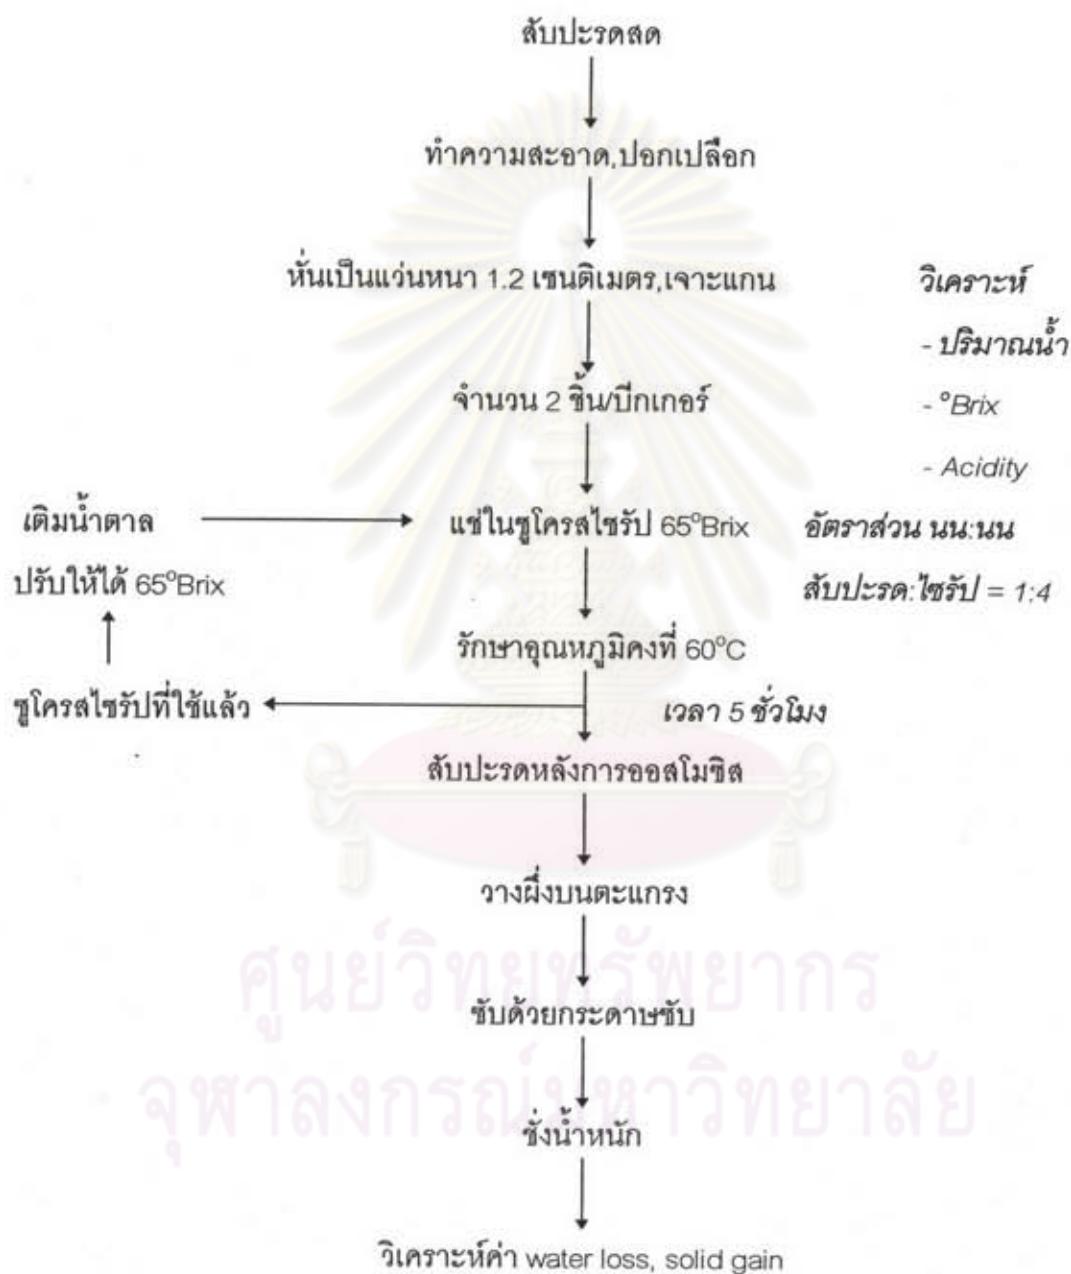 สับปะรดสด
ทำความสะอาด,ปอกเปลือก
หั่นเป็นแว่นหนา 1.2 เซนติเมตร,เจาะแกน
วิเคราะห์
- ปริมาณน้ำ
จำนวน 2 ชิ้น/บีกเกอร์
- °Brix
- Acidity
เติมน้ำตาล
แช่ในซูโครสไซรัป 65°Brix
อัตราส่วน นน:นน
ปรับให้ได้ 65°Brix
สับปะรด:ไซรัป = 1:4
รักษาอุณหภูมิคงที่ 60°C
ซูโครสไซรัปที่ใช้แล้ว
เวลา 5 ชั่วโมง
สับปะรดหลังการออสโมซิส
วางผึ่งบนตะแกรง
ศูนย์วิทยทรัพยากร
ซับด้วยกระดาษซับ
จุฬาลงกรณ์มหาวิทยาลัย
ชั่งน้ำหนัก
วิเคราะห์ค่า water loss, solid gain